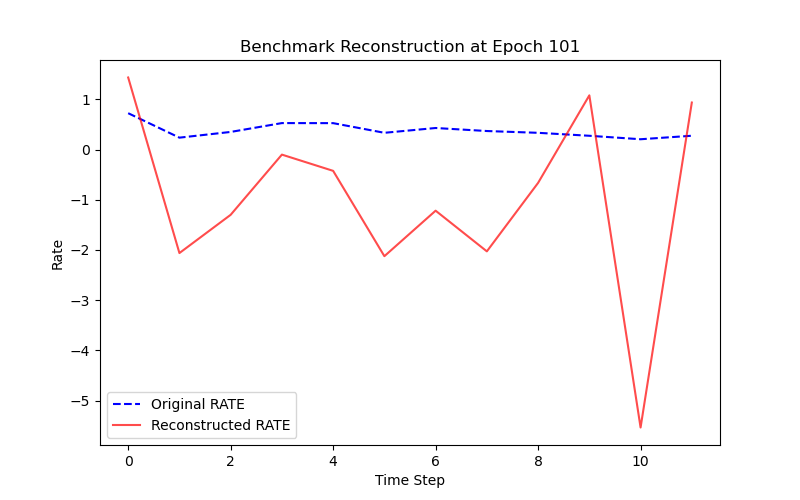 Benchmark Reconstruction at Epoch 101
Rate
1
0
−1
−2
−3
−4
−5
Original RATE
Reconstructed RATE
0 2 4 6 8 10
Time Step